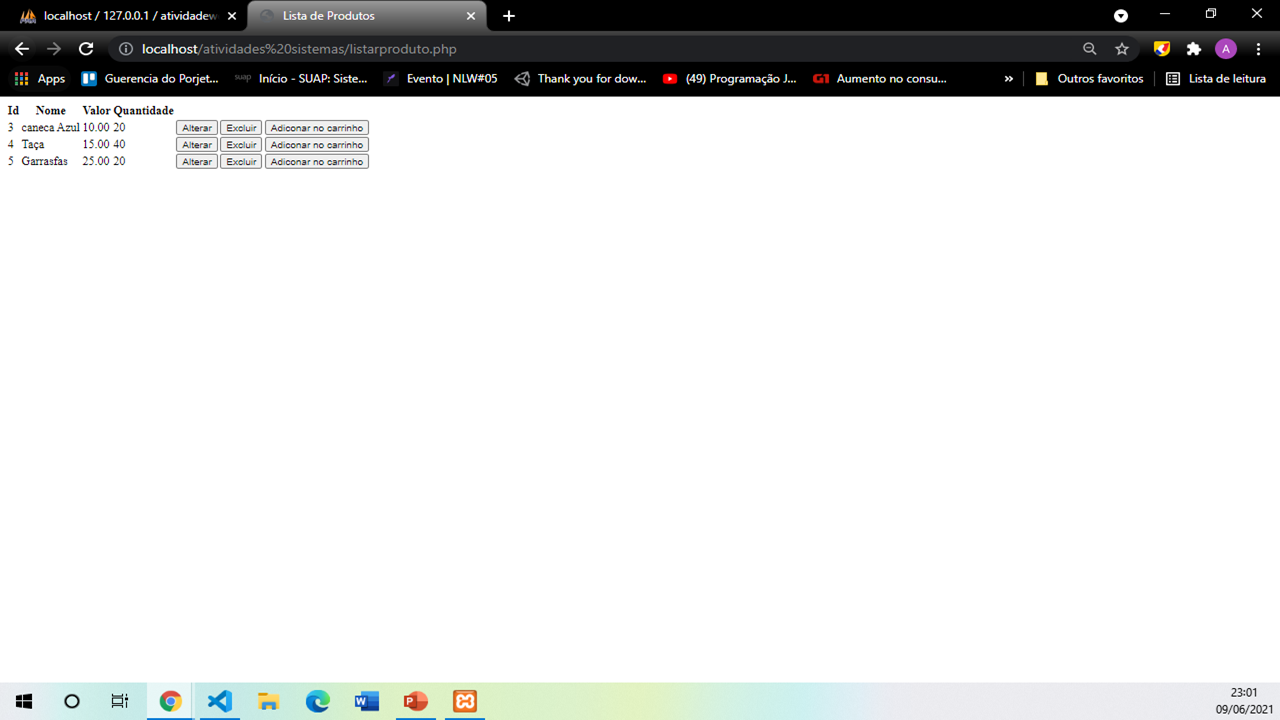 localhost / 127.0.0.1 / atividadew
Lista de Produtos
localhost/atividades%20sistemas/listarproduto.php
A
Apps
Guerencia do Porjet...
suap
Início - SUAP: Siste...
Evento | NLW#05
Thank you for dow...
(49) Programação J...
G1
Aumento no consu...
»
Outros favoritos
Lista de leitura
Id Nome Valor Quantidade
3 caneca Azul 10.00 20 Alterar Excluir Adiconar no carrinho
4 Taça 15.00 40 Alterar Excluir Adiconar no carrinho
5 Garrasfas 25.00 20 Alterar Excluir Adiconar no carrinho
W
P
23:01
09/06/2021